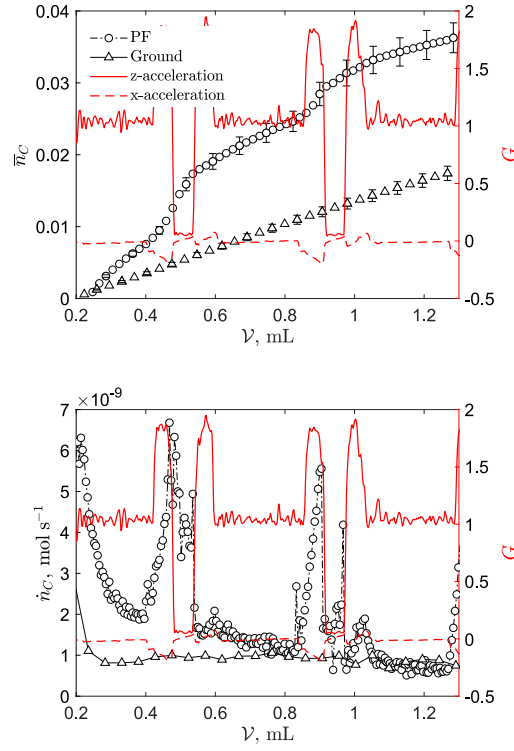 PF
Ground
z-acceleration
x-acceleration
0.04
0.03
0.02
0.01
0
n̅_C
2
1.5
1
0.5
0
-0.5
G
0.2 0.4 0.6 0.8 1 1.2
𝒱, mL
7 ×10⁻⁹
6
5
4
3
2
1
0
ṅ_C, mol s⁻¹
2
1.5
1
0.5
0
-0.5
G
0.2 0.4 0.6 0.8 1 1.2
𝒱, mL